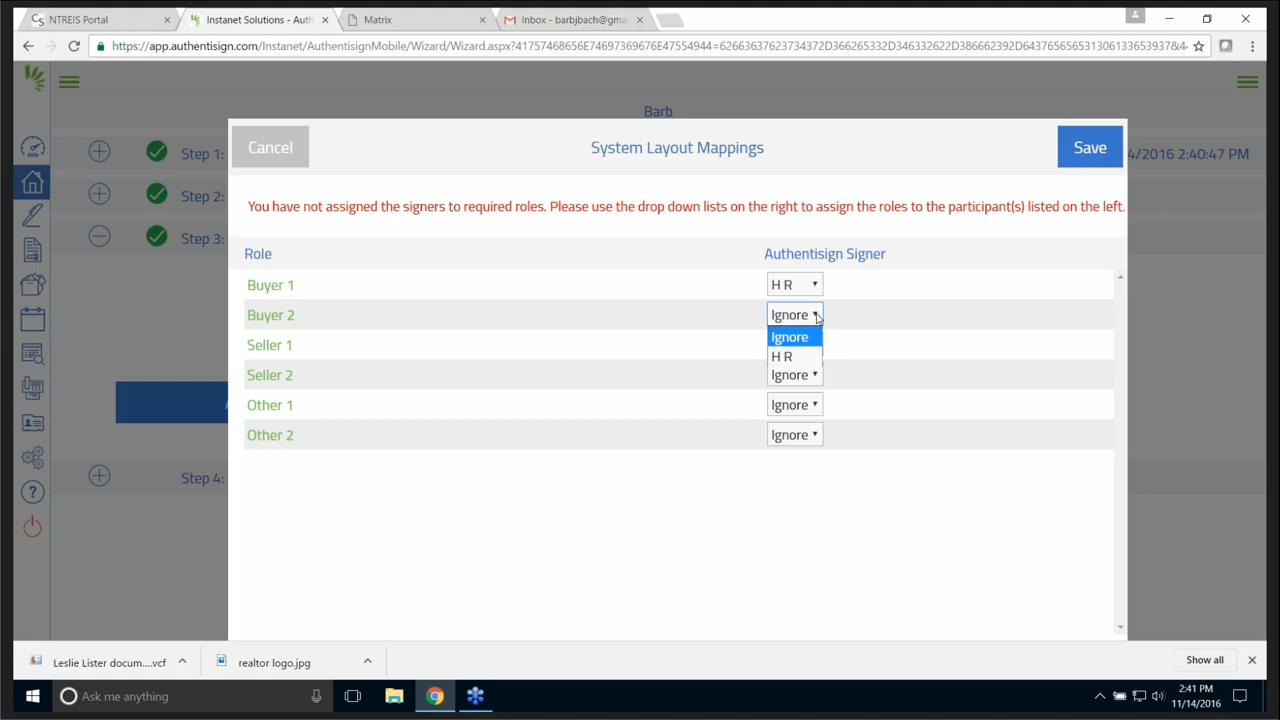 NTREIS Portal
Instanet Solutions - Auth
Matrix
Inbox - barbjbach@gma
https://app.authentisign.com/Instanet/AuthentisignMobile/Wizard/Wizard.aspx?
Barb
Cancel
System Layout Mappings
Save
Step 1:
4/2016 2:40:47 PM
Step 2:
You have not assigned the signers to required roles. Please use the drop down lists on the right to assign the roles to the participant(s) listed on the left.
Step 3:
Role
Authentisign Signer
Buyer 1
H R
Buyer 2
Ignore
Ignore
Seller 1
H R
Seller 2
Ignore
Other 1
Ignore
Other 2
Ignore
Step 4:
Leslie Lister docum....vcf
realtor logo.jpg
Show all
Ask me anything
2:41 PM
11/14/2016